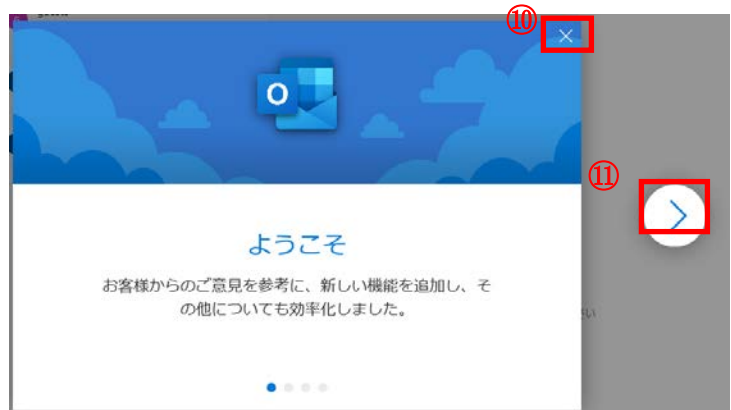 ⑩
⑪
ようこそ
お客様からのご意見を参考に、新しい機能を追加し、そ
の他についても効率化しました。
さい